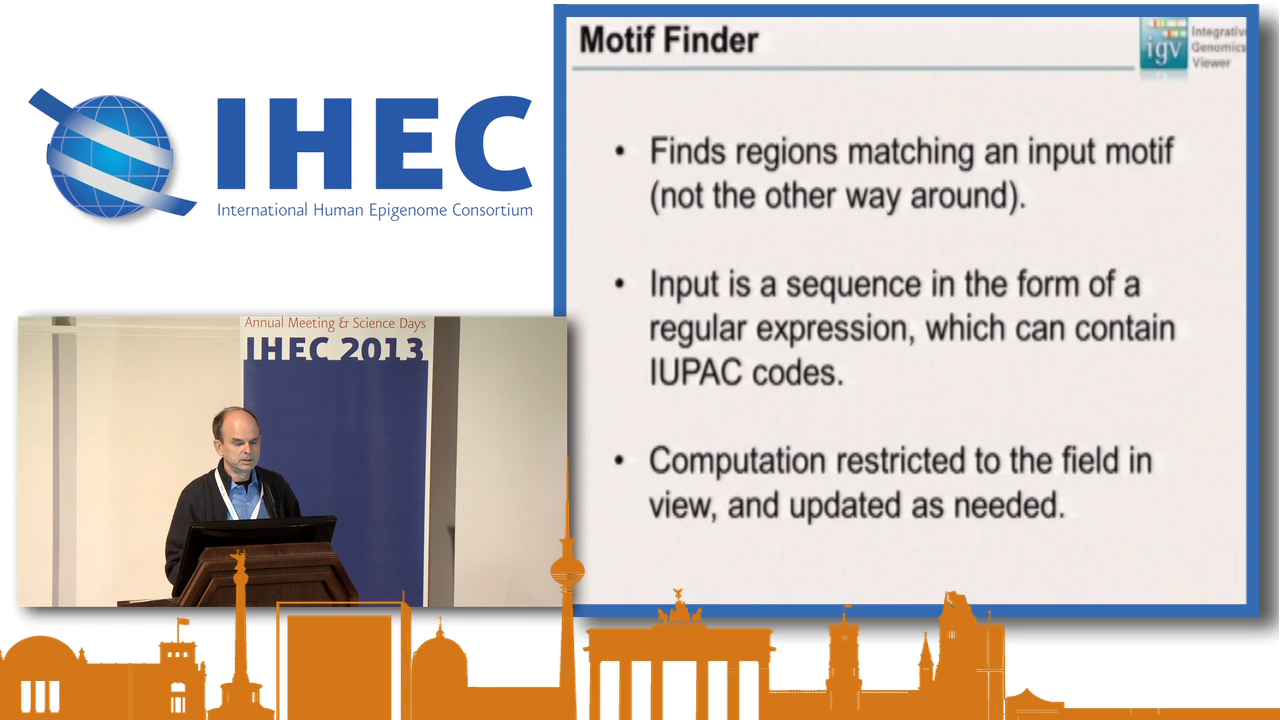 IHEC
International Human Epigenome Consortium
Annual Meeting & Science Days
IHEC 2013
Motif Finder
igv
Integrative
Genomics
Viewer
• Finds regions matching an input motif
(not the other way around).
• Input is a sequence in the form of a
regular expression, which can contain
IUPAC codes.
• Computation restricted to the field in
view, and updated as needed.